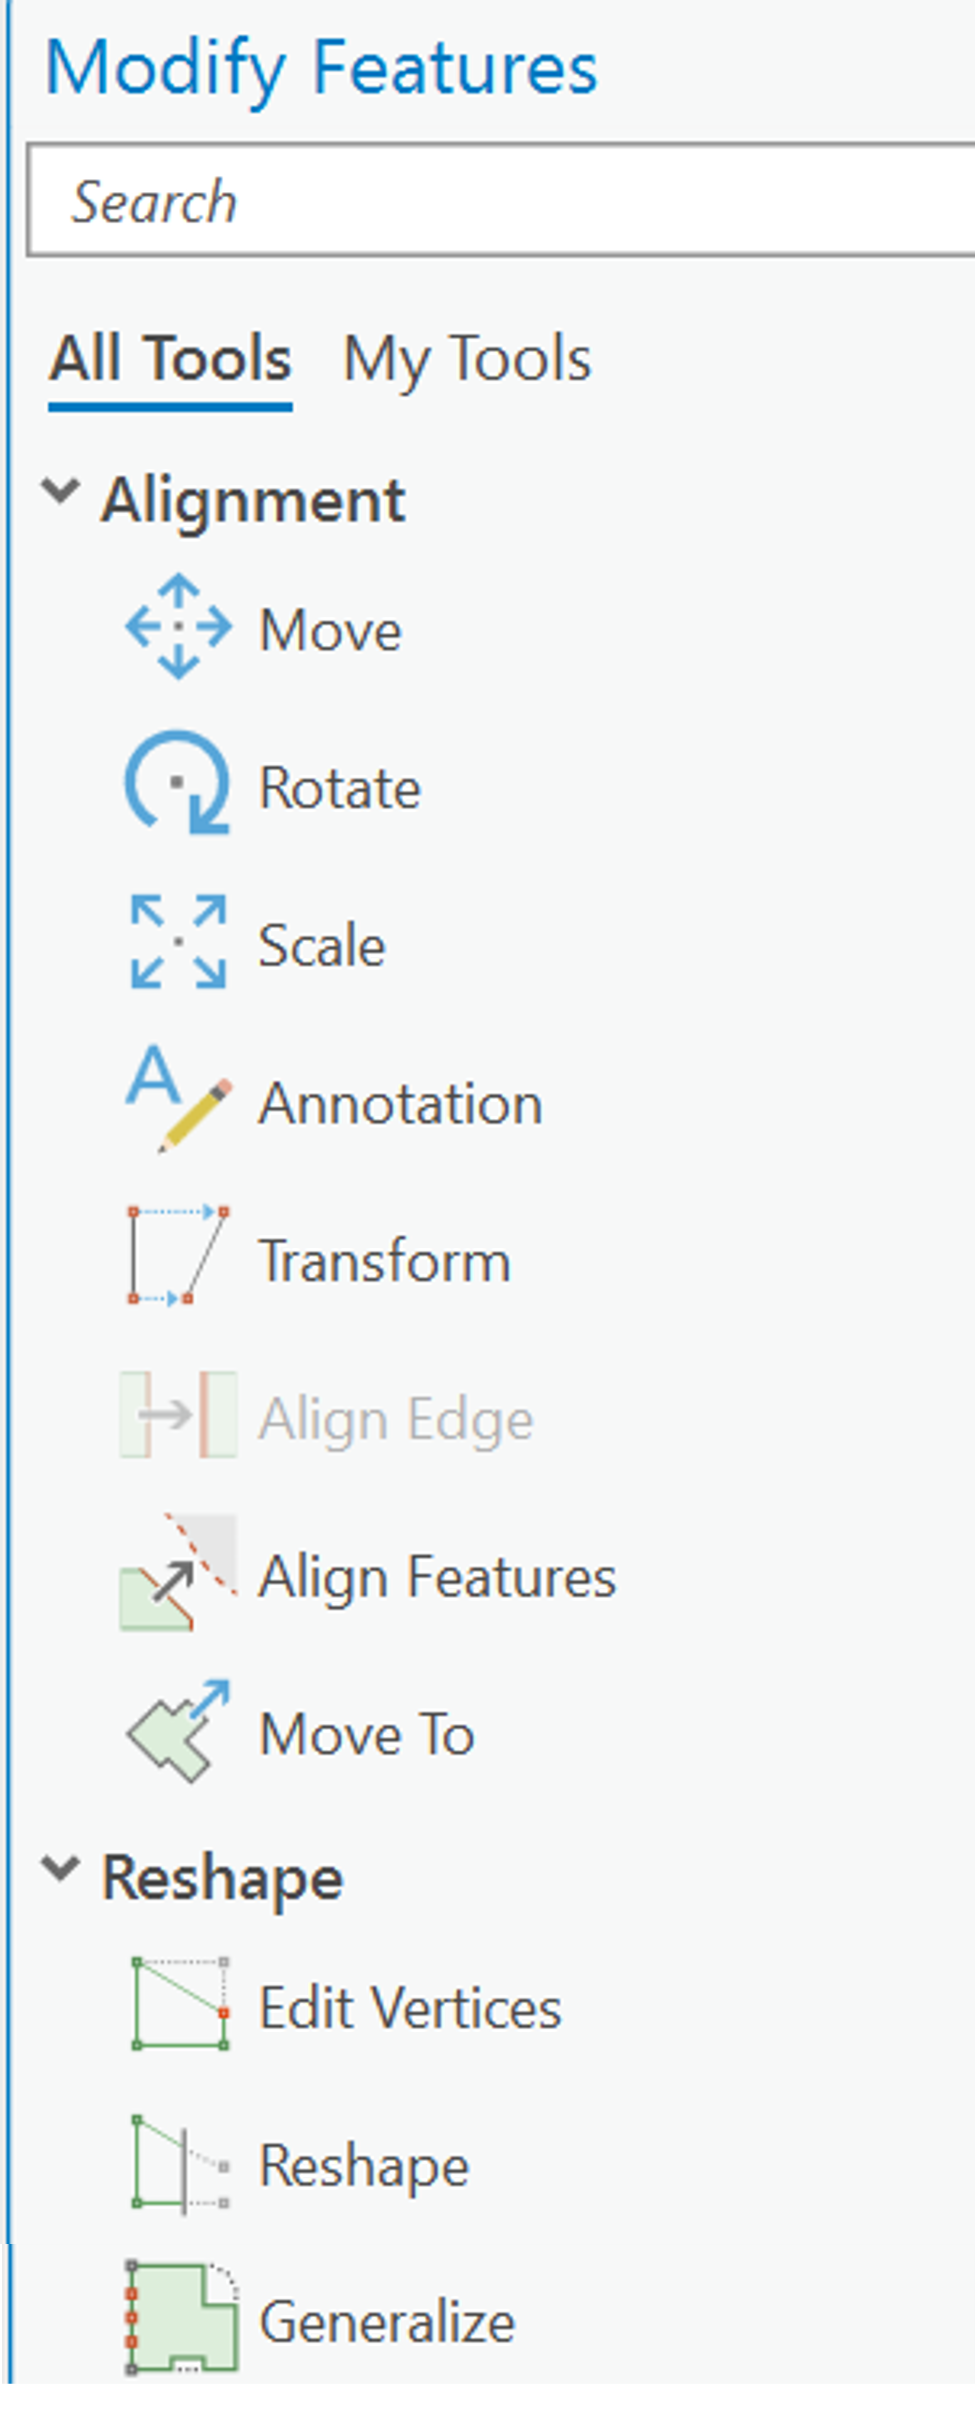 Modify Features
Search
All Tools My Tools
Alignment
Move
Rotate
Scale
Annotation
Transform
Align Edge
Align Features
Move To
Reshape
Edit Vertices
Reshape
Generalize